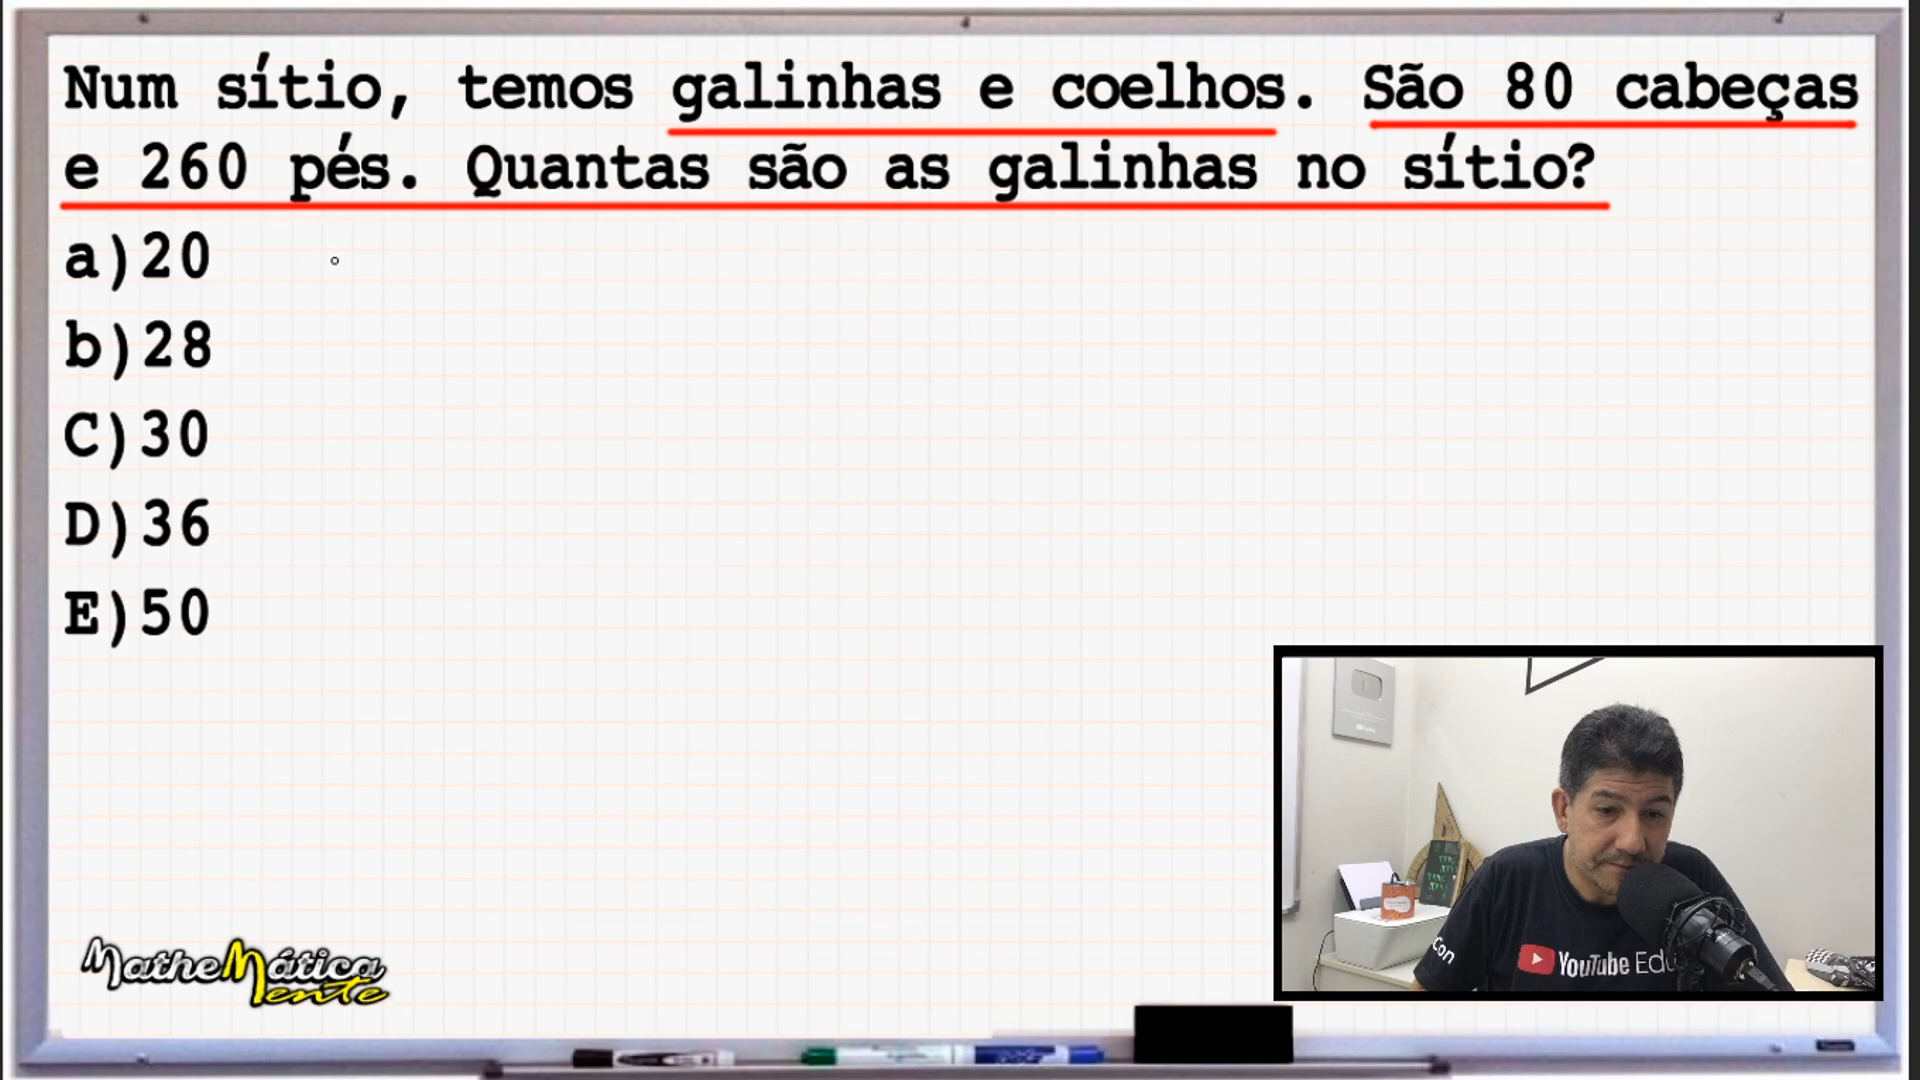 Num sítio, temos galinhas e coelhos. São 80 cabeças
e 260 pés. Quantas são as galinhas no sítio?
a)20
b)28
C)30
D)36
E)50
Con
YouTube Edu
MatheMática
Mente